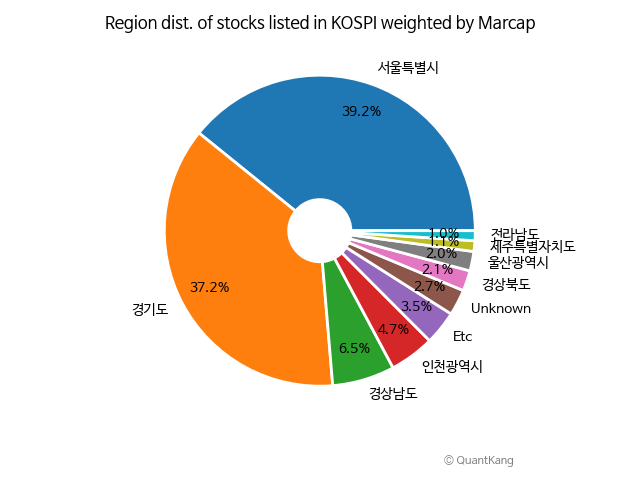 Region dist. of stocks listed in KOSPI weighted by Marcap
서울특별시
39.2%
경기도
37.2%
경상남도
6.5%
인천광역시
4.7%
Etc
3.5%
Unknown
2.7%
경상북도
2.1%
울산광역시
2.0%
제주특별자치도
1.1%
전라남도
1.0%
© QuantKang